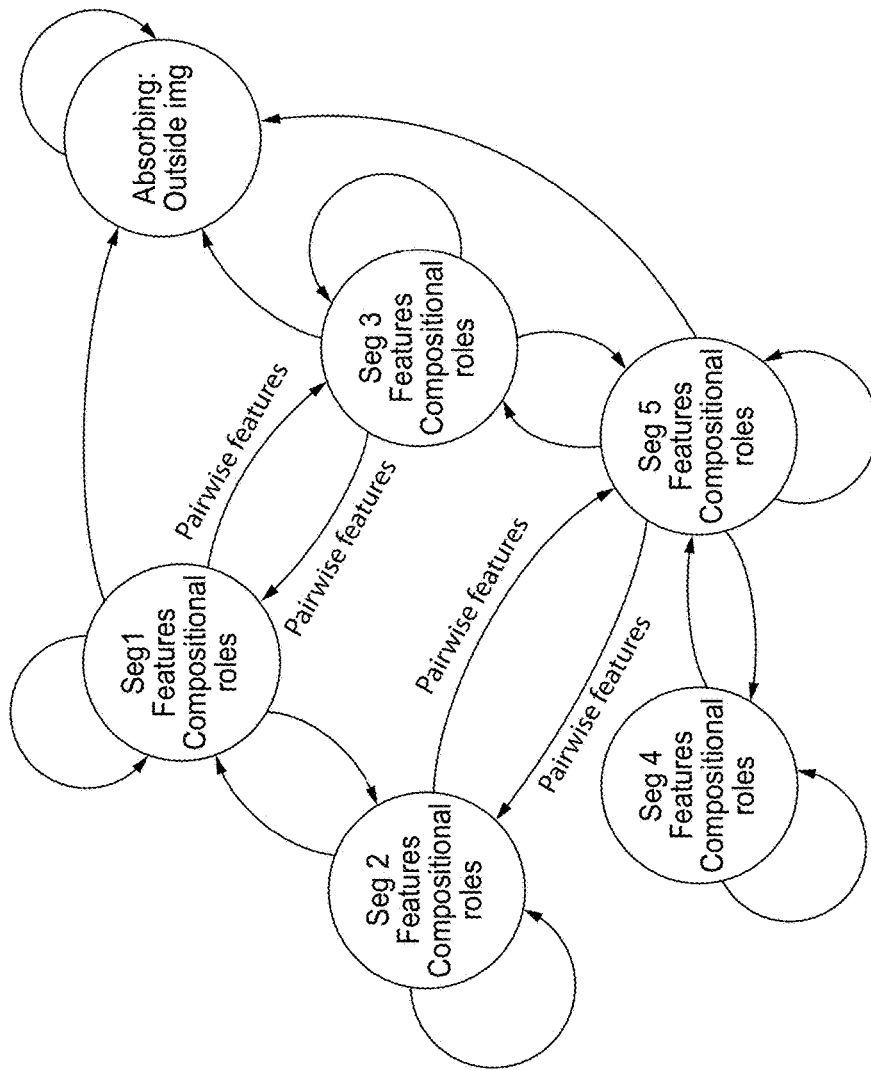 Seg1
Features
Compositional
roles
Seg 2
Features
Compositional
roles
Pairwise features
Pairwise features
Seg 3
Features
Compositional
roles
Absorbing:
Outside img
Pairwise features
Pairwise features
Seg 4
Features
Compositional
roles
Seg 5
Features
Compositional
roles